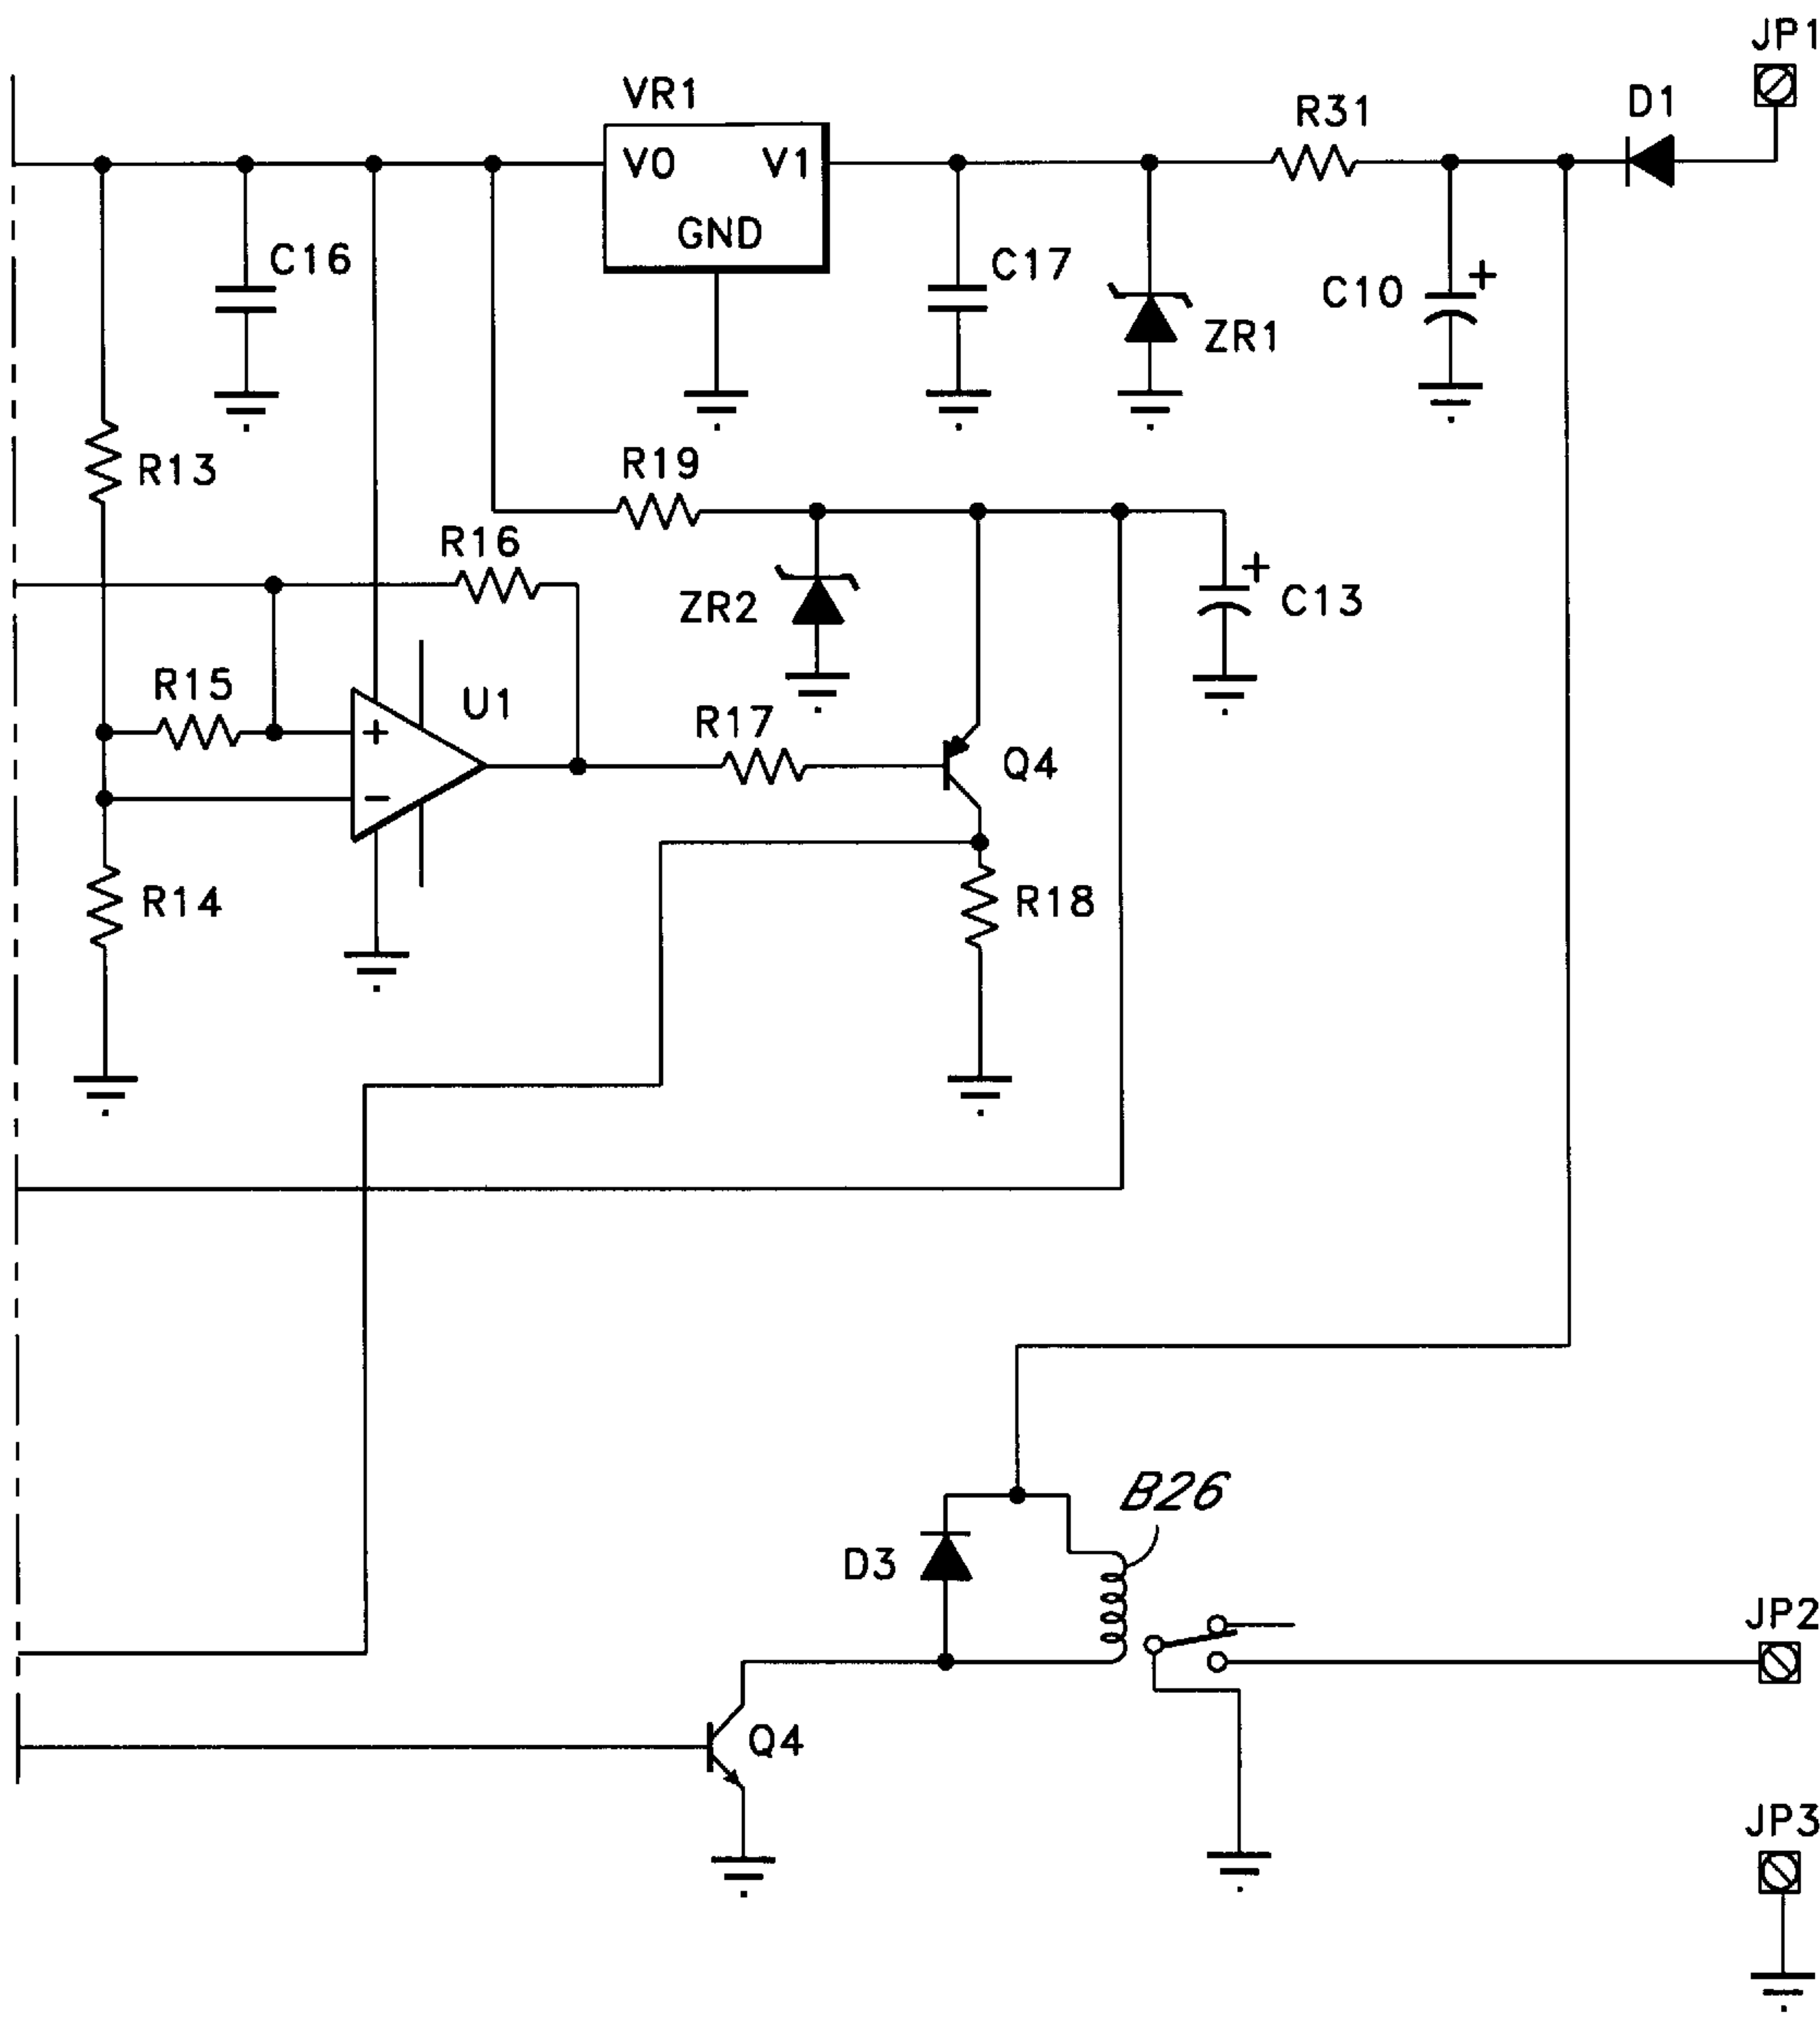 JP1
VR1
R31
D1
VO V1
GND
C16
C17
C10
+
ZR1
R13
R19
R16
+
C13
ZR2
R15
U1
R17
+
Q4
−
R14
R18
B26
D3
JP2
Q4
JP3